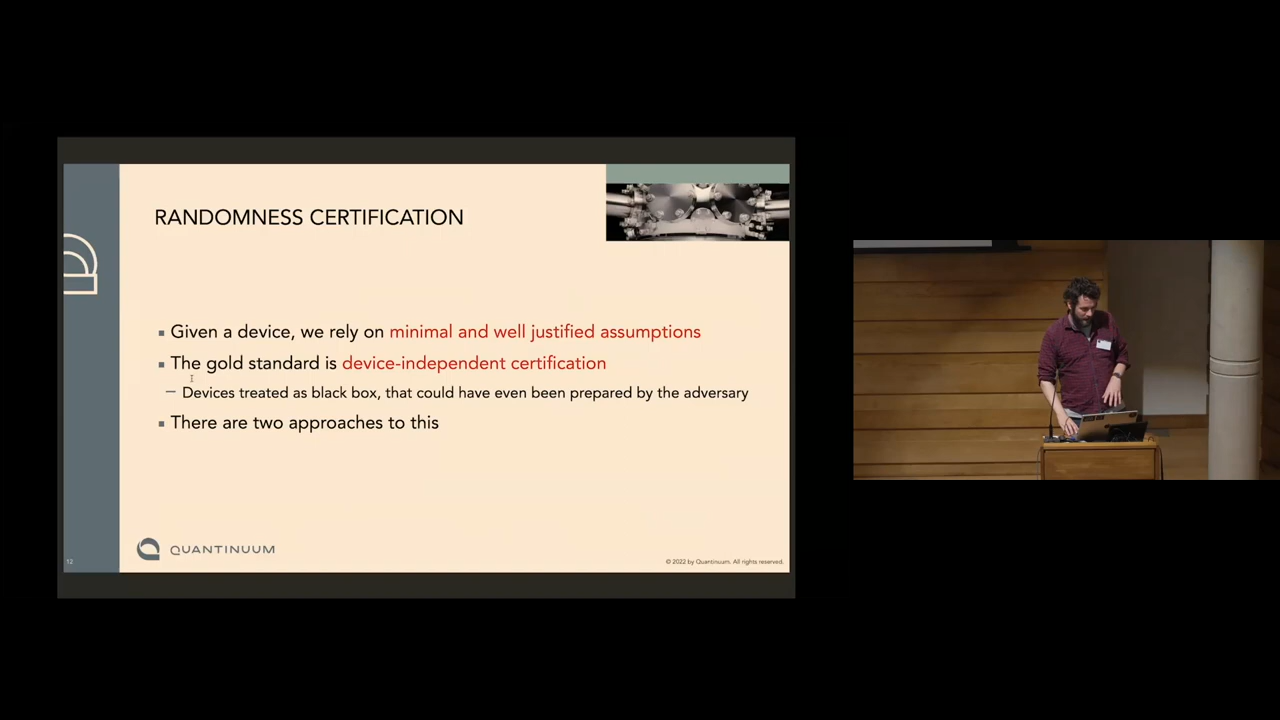 RANDOMNESS CERTIFICATION
Given a device, we rely on minimal and well justified assumptions
The gold standard is device-independent certification
Devices treated as black box, that could have even been prepared by the adversary
There are two approaches to this
QUANTINUUM
12
© 2022 by Quantinuum. All rights reserved.